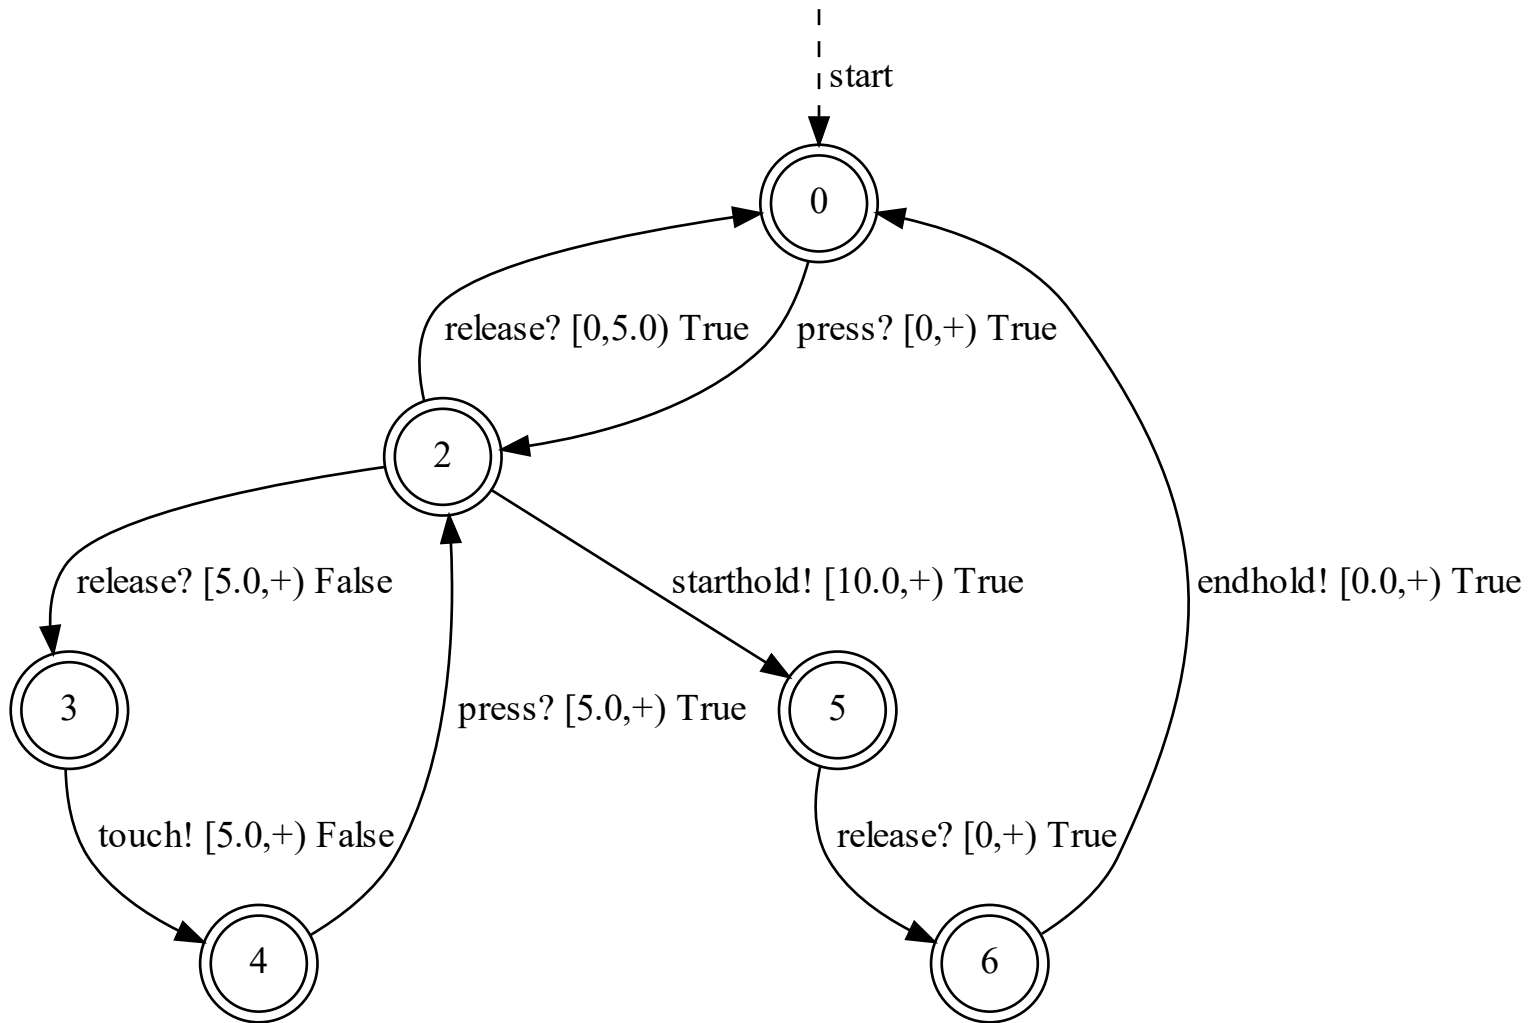 start
0
release? [0,5.0) True
press? [0,+) True
2
release? [5.0,+) False
starthold! [10.0,+) True
endhold! [0.0,+) True
3
press? [5.0,+) True
5
touch! [5.0,+) False
release? [0,+) True
4
6